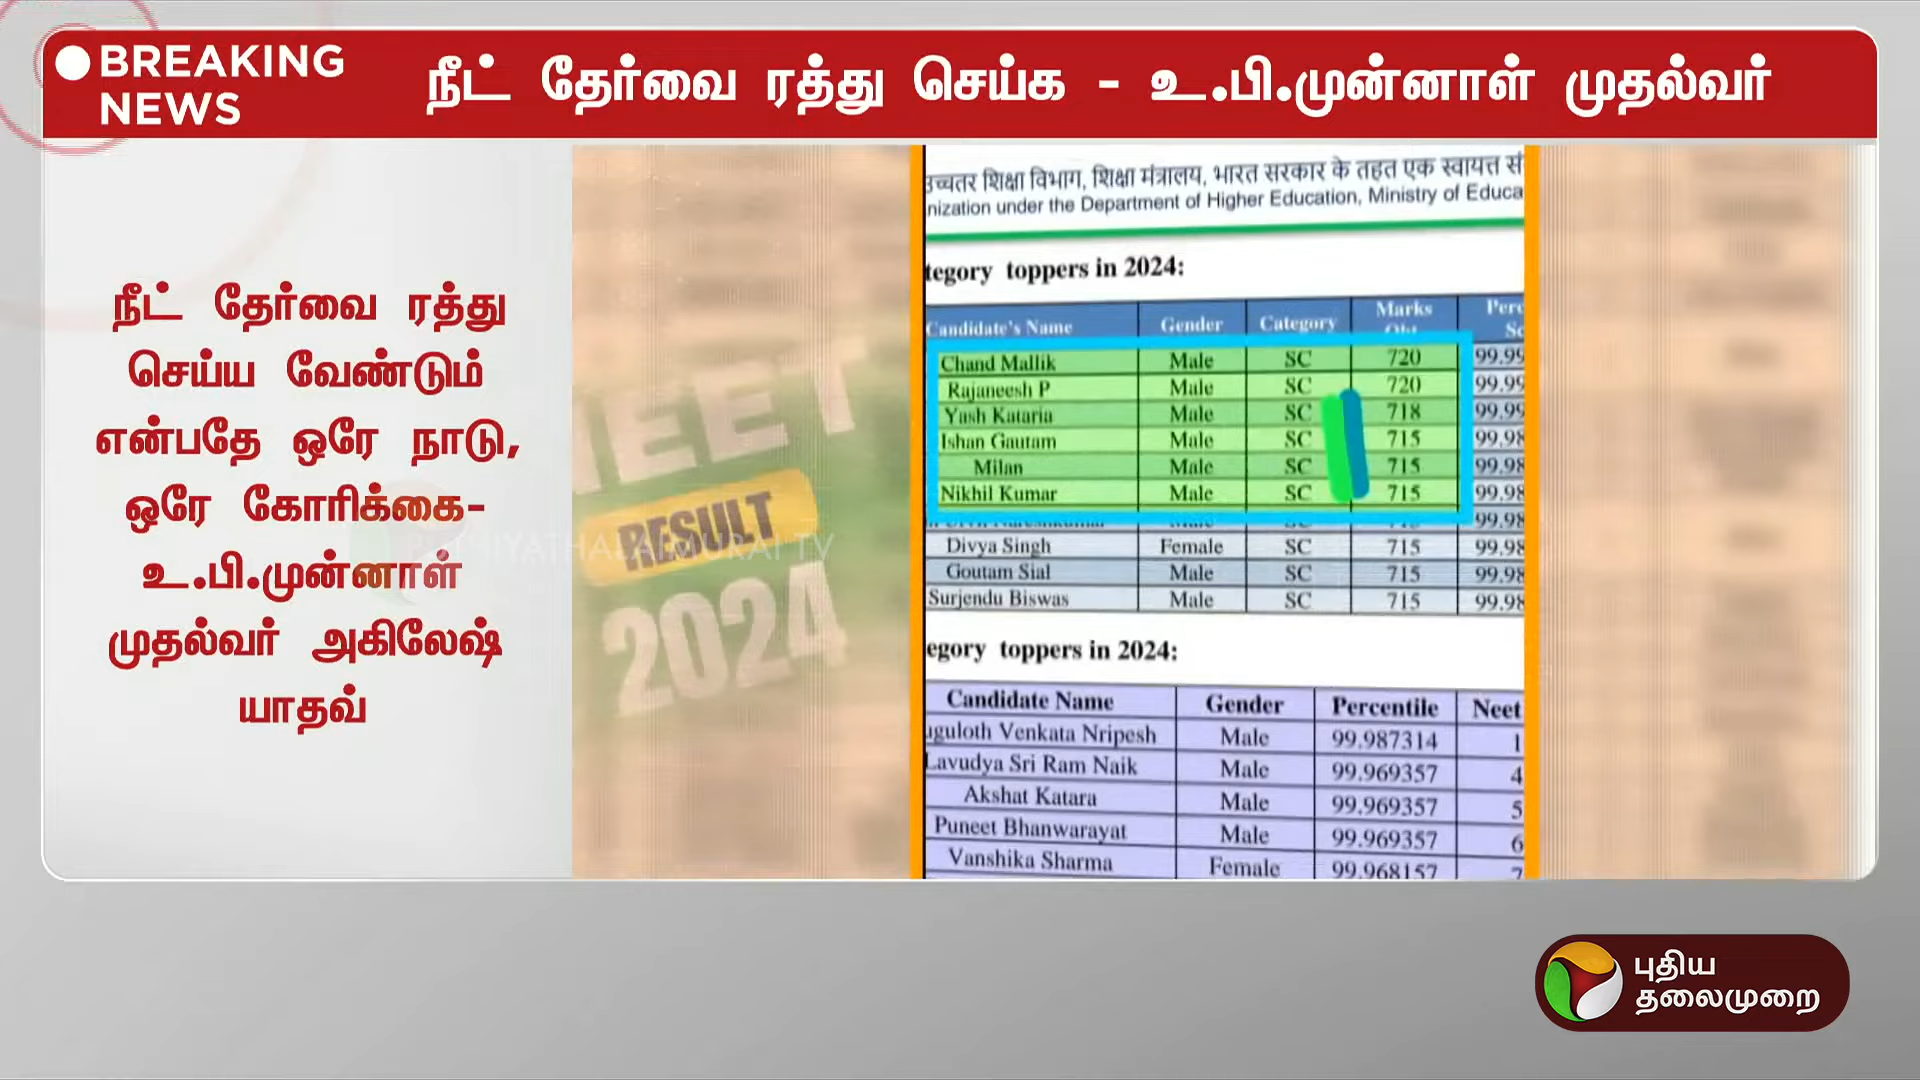 BREAKING
NEWS
நீட் தேர்வை ரத்து செய்க - உ.பி.முன்னாள் முதல்வர்
நீட் தேர்வை ரத்து
செய்ய வேண்டும்
என்பதே ஒரே நாடு,
ஒரே கோரிக்கை-
உ.பி.முன்னாள்
முதல்வர் அகிலேஷ்
யாதவ்
NEET
RESULT
2024
PUTHIYATHALAIMURAI TV
उच्चतर शिक्षा विभाग, शिक्षा मंत्रालय, भारत सरकार के तहत एक स्वायत्त सं
nization under the Department of Higher Education, Ministry of Educa
tegory toppers in 2024:
Candidate's Name Gender Category Marks Perc
Chand Mallik Male SC 720 99.99
Rajaneesh P Male SC 720 99.99
Yash Kataria Male SC 718 99.99
Ishan Gautam Male SC 715 99.98
Milan Male SC 715 99.98
Nikhil Kumar Male SC 715 99.98
99.98
Divya Singh Female SC 715 99.98
Goutam Sial Male SC 715 99.98
Surjendu Biswas Male SC 715 99.98
egory toppers in 2024:
Candidate Name Gender Percentile Neet
uguloth Venkata Nripesh Male 99.987314 1
Lavudya Sri Ram Naik Male 99.969357 4
Akshat Katara Male 99.969357 5
Puneet Bhanwarayat Male 99.969357 6
Vanshika Sharma Female 99.968157 7
புதிய
தலைமுறை